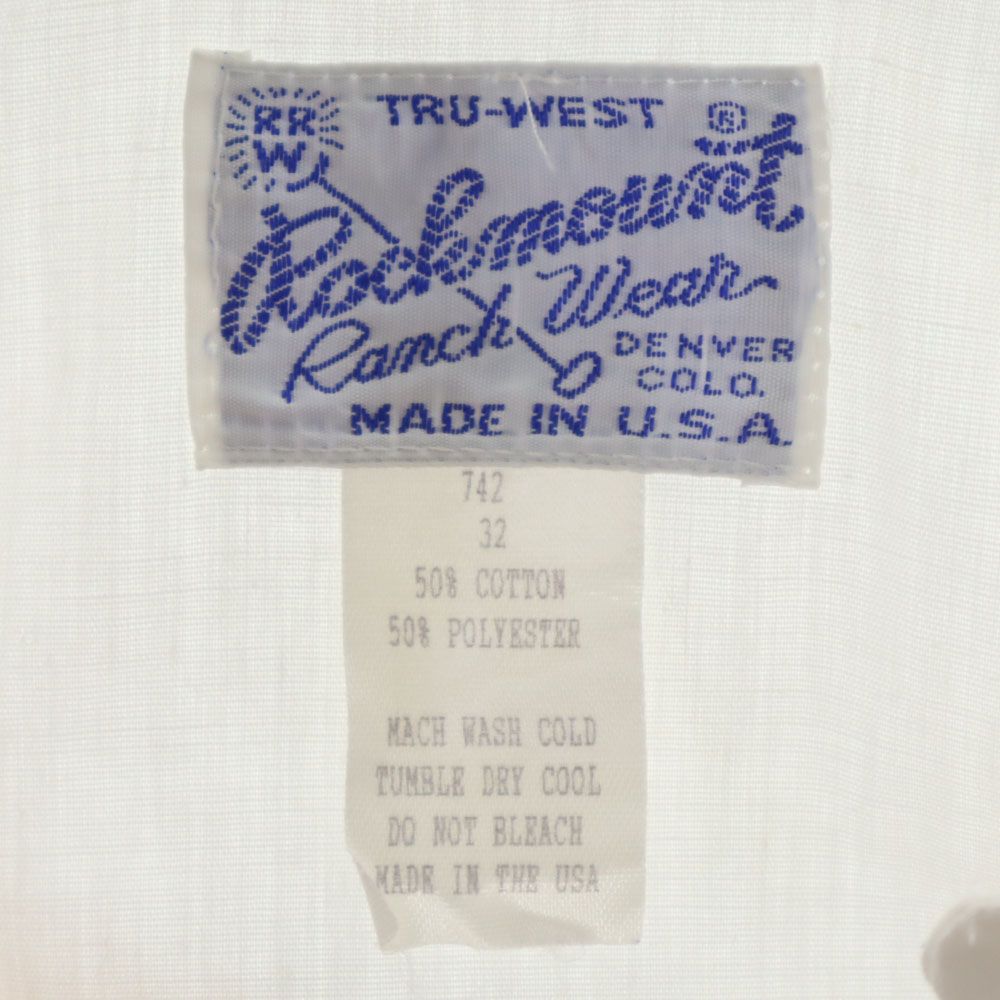 RR
W
TRU-WEST ®
Rockmount
Ranch Wear
DENVER
COLO.
MADE IN U.S.A.
742
32
50% COTTON
50% POLYESTER
MACH WASH COLD
TUMBLE DRY COOL
DO NOT BLEACH
MADE IN THE USA